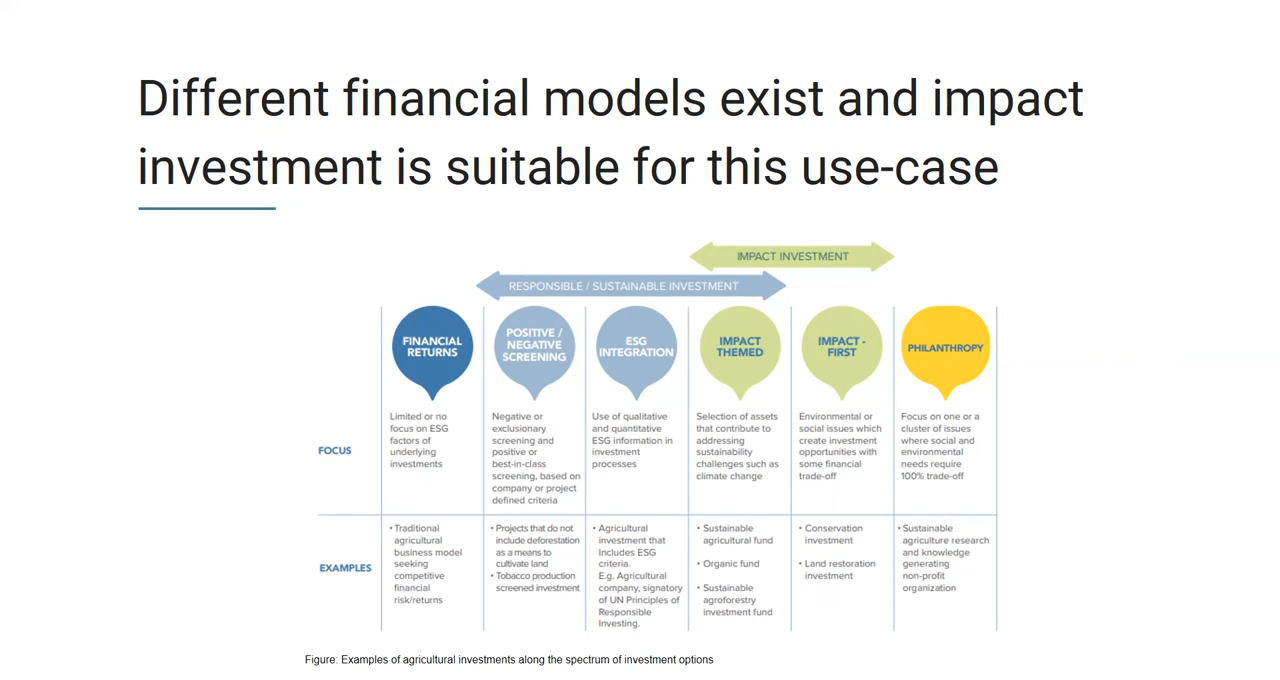 Different financial models exist and impact
investment is suitable for this use-case
IMPACT INVESTMENT
RESPONSIBLE / SUSTAINABLE INVESTMENT
FINANCIAL
RETURNS
POSITIVE /
NEGATIVE
SCREENING
ESG
INTEGRATION
IMPACT
THEMED
IMPACT -
FIRST
PHILANTHROPY
FOCUS
Limited or no
focus on ESG
factors of
underlying
investments
Negative or
exclusionary
screening and
positive or
best-in-class
screening, based on
company or project
defined criteria
Use of qualitative
and quantitative
ESG information in
investment
processes
Selection of assets
that contribute to
addressing
sustainability
challenges such as
climate change
Environmental or
social issues which
create investment
opportunities with
some financial
trade-off
Focus on one or a
cluster of issues
where social and
environmental
needs require
100% trade-off
EXAMPLES
• Traditional
agricultural
business model
seeking
competitive
financial
risk/returns
• Projects that do not
include deforestation
as a means to
cultivate land
• Tobacco production
screened investment
• Agricultural
investment that
Includes ESG
criteria.
E.g. Agricultural
company, signatory
of UN Principles of
Responsible
Investing.
• Sustainable
agricultural fund
• Organic fund
• Sustainable
agroforestry
investment fund
• Conservation
investment
• Land restoration
investment
• Sustainable
agriculture research
and knowledge
generating
non-profit
organization
Figure: Examples of agricultural investments along the spectrum of investment options